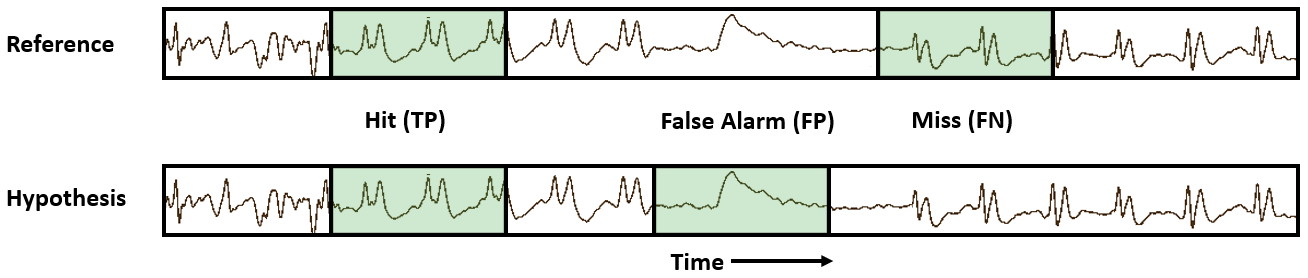 Reference
Hit (TP)
False Alarm (FP)
Miss (FN)
Hypothesis
Time